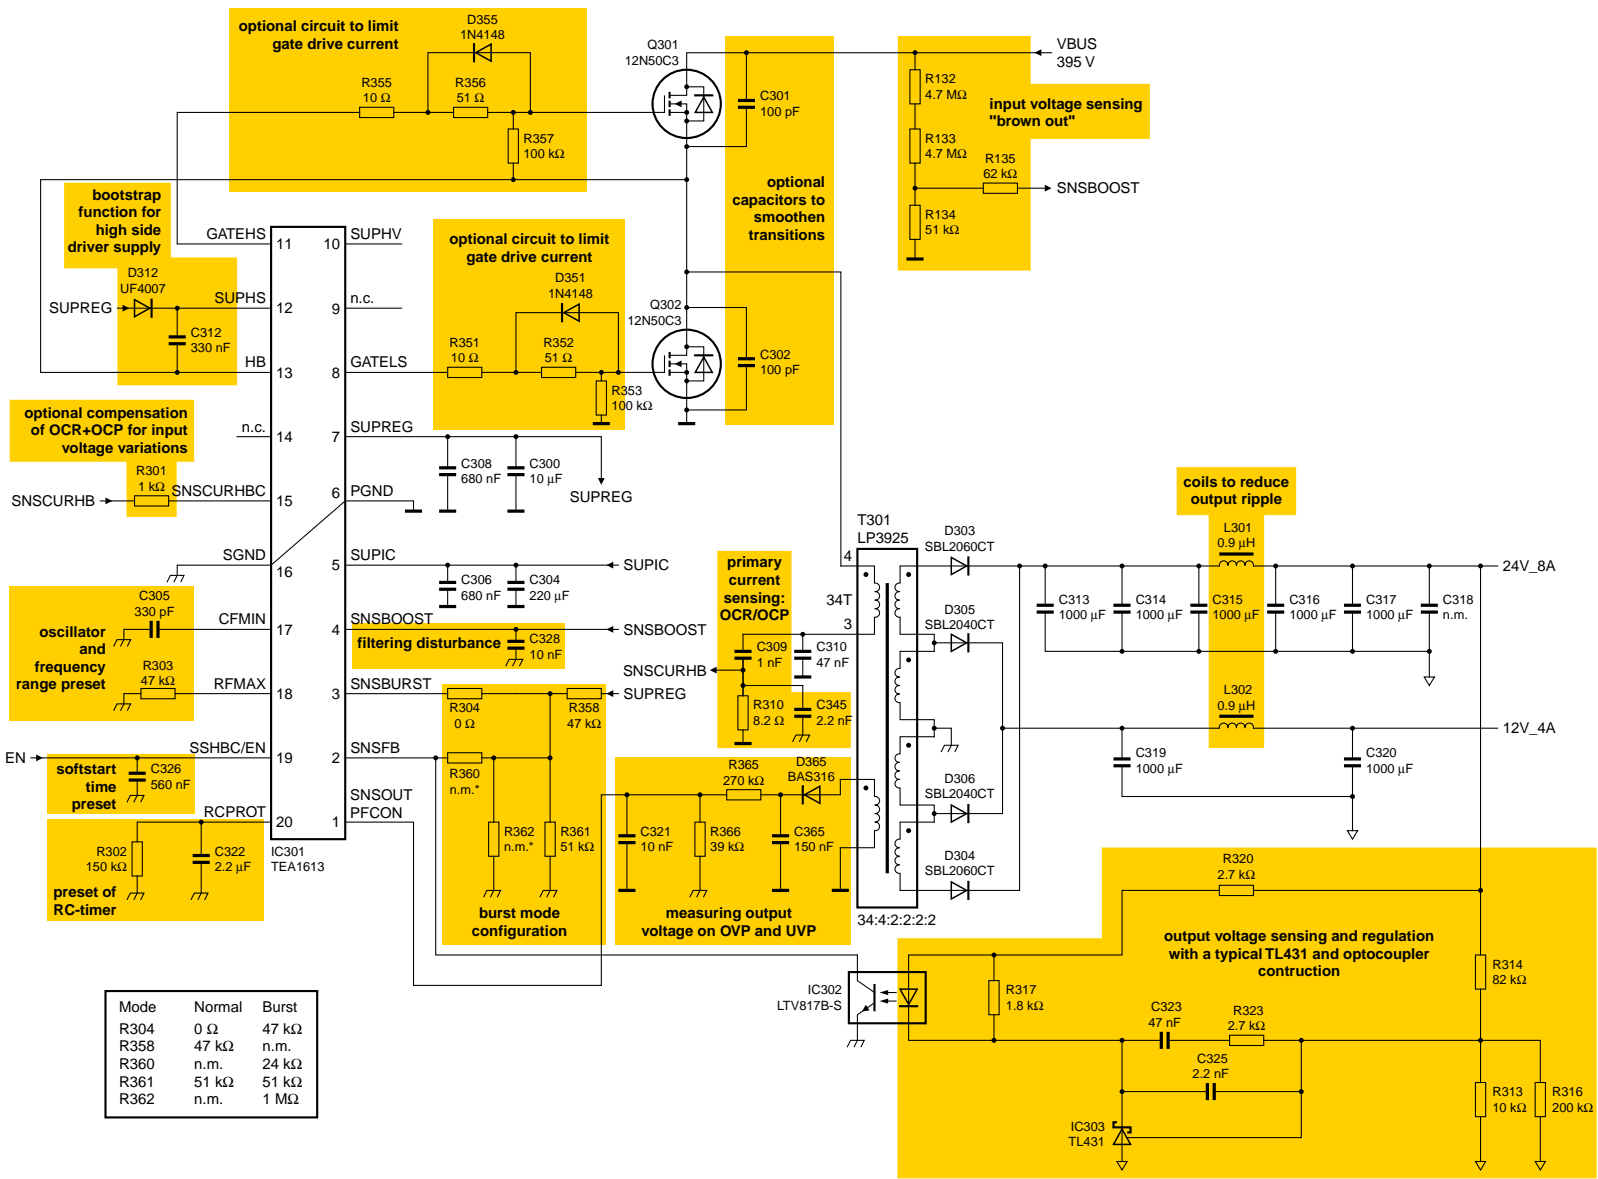 optional circuit to limit
gate drive current
D355
1N4148
R355
10 Ω
R356
51 Ω
R357
100 kΩ
Q301
12N50C3
C301
100 pF
VBUS
395 V
R132
4.7 MΩ
R133
4.7 MΩ
R135
62 kΩ
R134
51 kΩ
SNSBOOST
input voltage sensing
"brown out"
optional
capacitors to
smoothen
transitions
bootstrap
function for
high side
driver supply
GATEHS
11
10
SUPHV
D312
UF4007
SUPREG
SUPHS
12
9
n.c.
C312
330 nF
HB
13
8
GATELS
optional circuit to limit
gate drive current
D351
1N4148
R351
10 Ω
R352
51 Ω
R353
100 kΩ
Q302
12N50C3
C302
100 pF
optional compensation
of OCR+OCP for input
voltage variations
n.c.
14
7
SUPREG
R301
1 kΩ
SNSCURHB
SNSCURHBC
15
6
PGND
C308
680 nF
C300
10 µF
SUPREG
SGND
16
5
SUPIC
C306
680 nF
C304
220 µF
SUPIC
oscillator
and
frequency
range preset
C305
330 pF
CFMIN
17
4
SNSBOOST
filtering disturbance
C328
10 nF
SNSBOOST
R303
47 kΩ
RFMAX
18
3
SNSBURST
R304
0 Ω
R358
47 kΩ
SUPREG
EN
SSHBC/EN
19
2
SNSFB
softstart
time
preset
C326
560 nF
R360
n.m.*
R362
n.m.*
R361
51 kΩ
RCPROT
20
1
SNSOUT
PFCON
IC301
TEA1613
R302
150 kΩ
C322
2.2 µF
preset of
RC-timer
burst mode
configuration
primary
current
sensing:
OCR/OCP
C309
1 nF
C310
47 nF
SNSCURHB
R310
8.2 Ω
C345
2.2 nF
R365
270 kΩ
D365
BAS316
C321
10 nF
R366
39 kΩ
C365
150 nF
measuring output
voltage on OVP and UVP
T301
LP3925
4
34T
3
34:4:2:2:2:2
D303
SBL2060CT
D305
SBL2040CT
D306
SBL2040CT
D304
SBL2060CT
coils to reduce
output ripple
L301
0.9 µH
24V_8A
C313
1000 µF
C314
1000 µF
C315
1000 µF
C316
1000 µF
C317
1000 µF
C318
n.m.
L302
0.9 µH
12V_4A
C319
1000 µF
C320
1000 µF
R320
2.7 kΩ
output voltage sensing and regulation
with a typical TL431 and optocoupler
contruction
IC302
LTV817B-S
R317
1.8 kΩ
C323
47 nF
R323
2.7 kΩ
C325
2.2 nF
R314
82 kΩ
R313
10 kΩ
R316
200 kΩ
IC303
TL431
Mode Normal Burst
R304 0 Ω 47 kΩ
R358 47 kΩ n.m.
R360 n.m. 24 kΩ
R361 51 kΩ 51 kΩ
R362 n.m. 1 MΩ